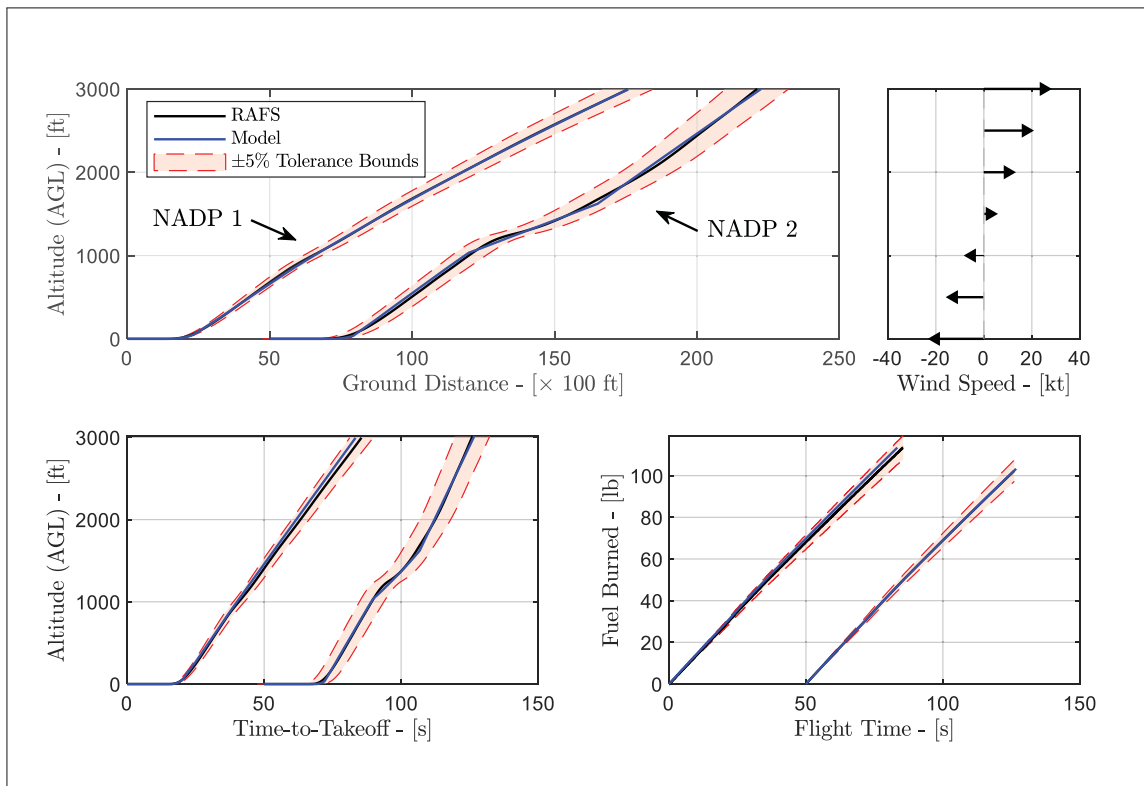 3000
2000
1000
0
Altitude (AGL) - [ft]
RAFS
Model
±5% Tolerance Bounds
NADP 1
NADP 2
0 50 100 150 200 250
Ground Distance - [× 100 ft]
-40 -20 0 20 40
Wind Speed - [kt]
3000
2000
1000
0
Altitude (AGL) - [ft]
0 50 100 150
Time-to-Takeoff - [s]
100
80
60
40
20
0
Fuel Burned - [lb]
0 50 100 150
Flight Time - [s]